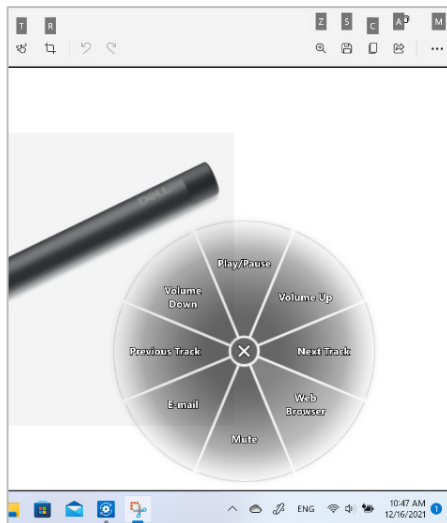 T R Z S C A M
DELL
Play/Pause
Volume
Down
Volume Up
Previous Track
Next Track
E-mail
Web
Browser
Mute
ENG
10:47 AM
12/16/2021
1